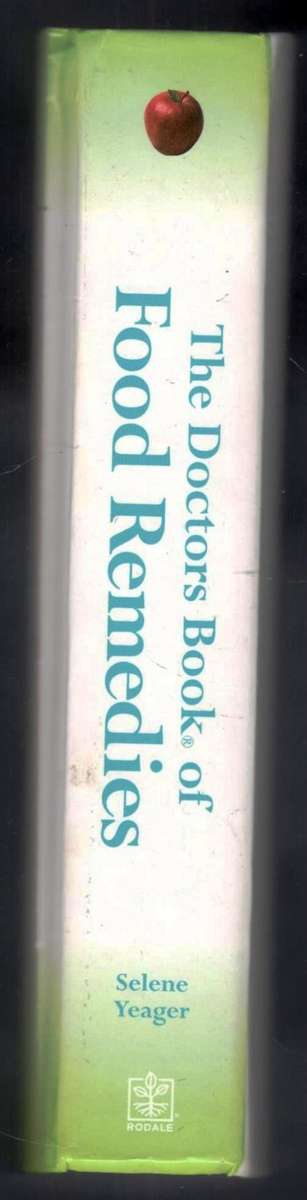 The Doctors Book® of
Food Remedies
Selene
Yeager
RODALE